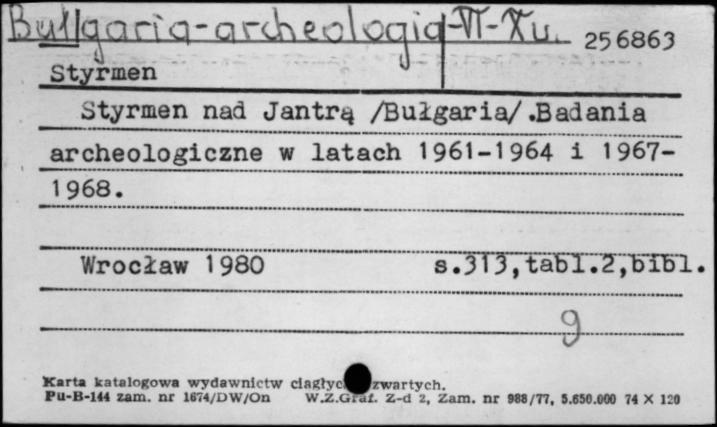 Bułgaria-archeologia-VI-Xw. 256863
Styrmen
Styrmen nad Jantrą /Bułgaria/.Badania
archeologiczne w latach 1961-1964 i 1967-
1968.
Wrocław 1980 s.313,tabl.2,bibl.
9
Karta katalogowa wydawnictw zwartych.
Pu-B-144 zam. nr 1674/DW/On W.Z.Graf. Z-d 2, Zam. nr 988/77, 5.650.000 74 X 120